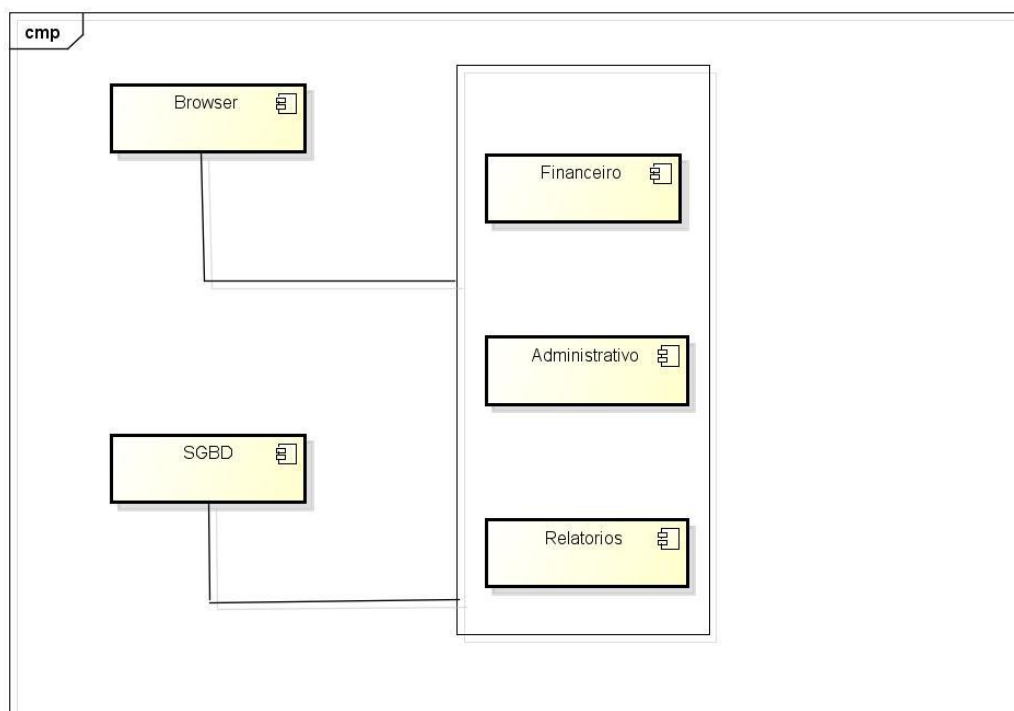 cmp
Browser
Financeiro
Administrativo
SGBD
Relatorios